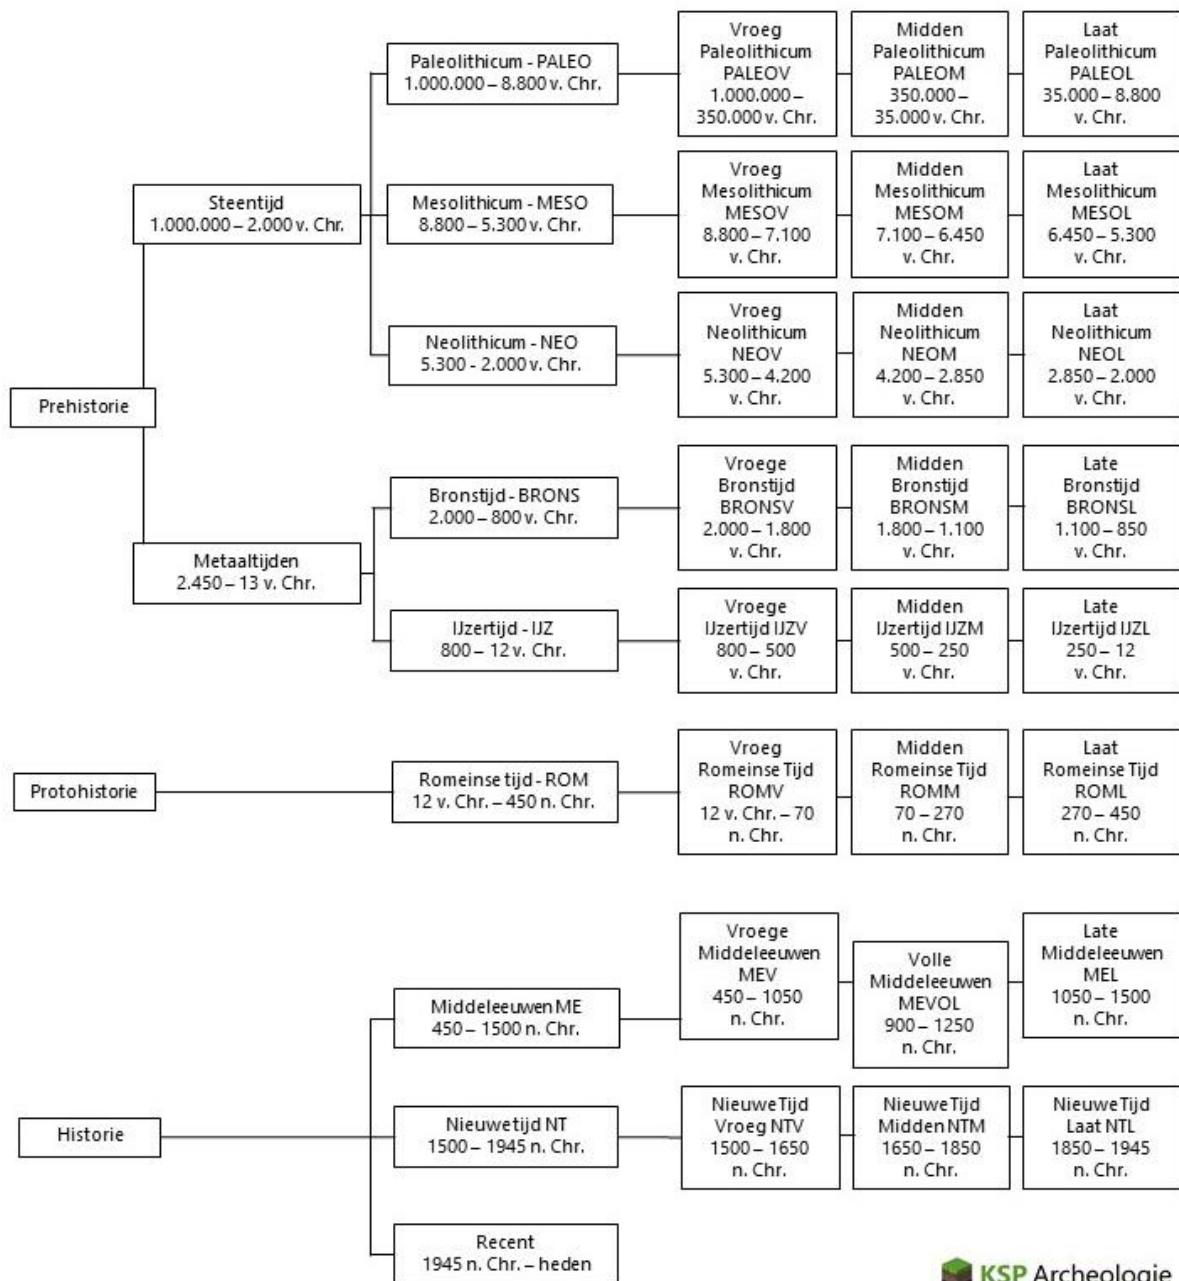 Prehistorie
Steentijd
1.000.000 – 2.000 v. Chr.
Paleolithicum - PALEO
1.000.000 – 8.800 v. Chr.
Vroeg
Paleolithicum
PALEOV
1.000.000 –
350.000 v. Chr.
Midden
Paleolithicum
PALEOM
350.000 –
35.000 v. Chr.
Laat
Paleolithicum
PALEOL
35.000 – 8.800
v. Chr.
Mesolithicum - MESO
8.800 – 5.300 v. Chr.
Vroeg
Mesolithicum
MESOV
8.800 – 7.100
v. Chr.
Midden
Mesolithicum
MESOM
7.100 – 6.450
v. Chr.
Laat
Mesolithicum
MESOL
6.450 – 5.300
v. Chr.
Neolithicum - NEO
5.300 - 2.000 v. Chr.
Vroeg
Neolithicum
NEOV
5.300 – 4.200
v. Chr.
Midden
Neolithicum
NEOM
4.200 – 2.850
v. Chr.
Laat
Neolithicum
NEOL
2.850 – 2.000
v. Chr.
Metaaltijden
2.450 – 13 v. Chr.
Bronstijd - BRONS
2.000 – 800 v. Chr.
Vroege
Bronstijd
BRONSV
2.000 – 1.800
v. Chr.
Midden
Bronstijd
BRONSM
1.800 – 1.100
v. Chr.
Late
Bronstijd
BRONSL
1.100 – 850
v. Chr.
IJzertijd - IJZ
800 – 12 v. Chr.
Vroege
IJzertijd IJZV
800 – 500
v. Chr.
Midden
IJzertijd IJZM
500 – 250
v. Chr.
Late
IJzertijd IJZL
250 – 12
v. Chr.
Protohistorie
Romeinse tijd - ROM
12 v. Chr. – 450 n. Chr.
Vroeg
Romeinse Tijd
ROMV
12 v. Chr. – 70
n. Chr.
Midden
Romeinse Tijd
ROMM
70 – 270
n. Chr.
Laat
Romeinse Tijd
ROML
270 – 450
n. Chr.
Historie
Middeleeuwen ME
450 – 1500 n. Chr.
Vroege
Middeleeuwen
MEV
450 – 1050
n. Chr.
Volle
Middeleeuwen
MEVOL
900 – 1250
n. Chr.
Late
Middeleeuwen
MEL
1050 – 1500
n. Chr.
Nieuwe tijd NT
1500 – 1945 n. Chr.
Nieuwe Tijd
Vroeg NTV
1500 – 1650
n. Chr.
Nieuwe Tijd
Midden NTM
1650 – 1850
n. Chr.
Nieuwe Tijd
Laat NTL
1850 – 1945
n. Chr.
Recent
1945 n. Chr. – heden
KSP Archeologie